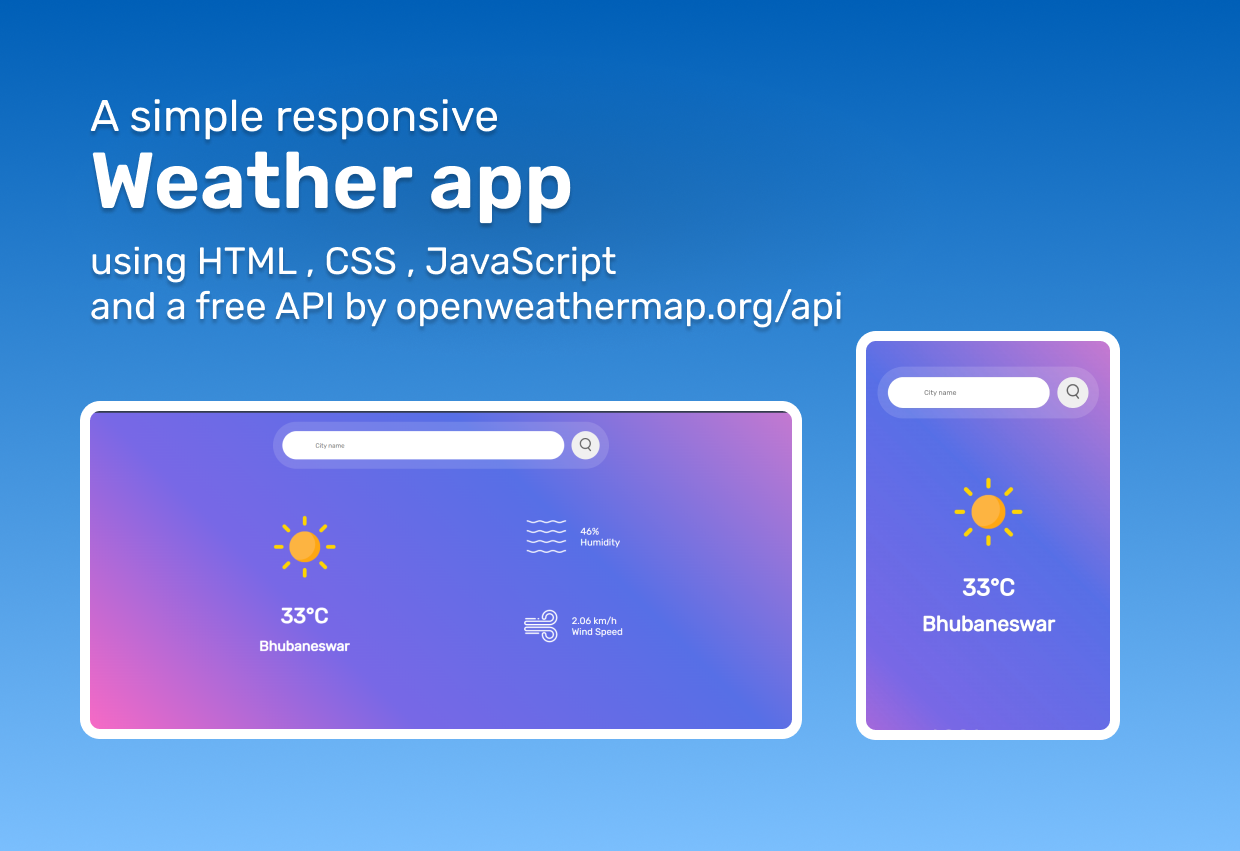 A simple responsive
Weather app
using HTML , CSS , JavaScript
and a free API by openweathermap.org/api
City name
46%
Humidity
33°C
Bhubaneswar
2.06 km/h
Wind Speed
City name
33°C
Bhubaneswar